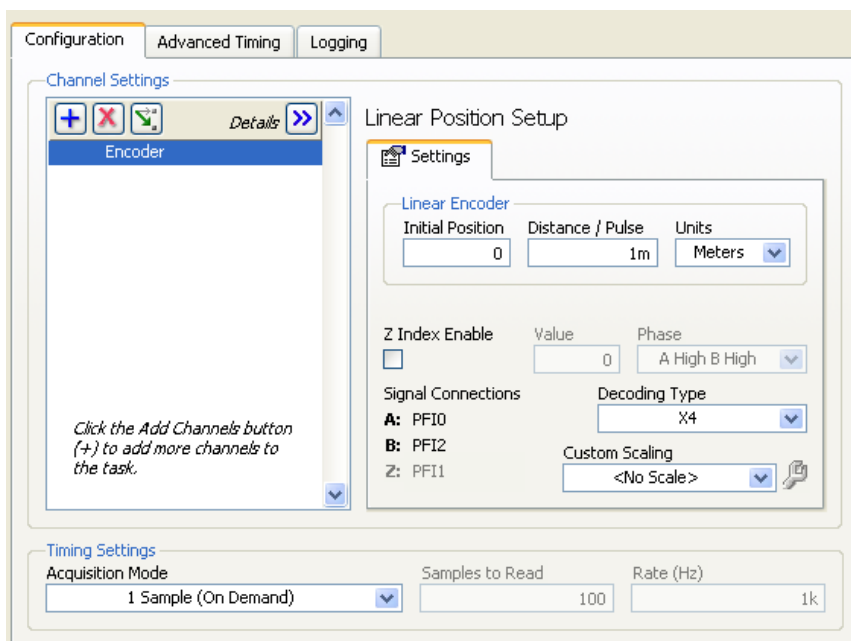 Configuration
Advanced Timing
Logging
Channel Settings
Details
Encoder
Click the Add Channels button
(+) to add more channels to
the task.
Linear Position Setup
Settings
Linear Encoder
Initial Position Distance / Pulse Units
0 1m Meters
Z Index Enable Value Phase
0 A High B High
Signal Connections Decoding Type
A: PFI0 X4
B: PFI2
Custom Scaling
Z: PFI1 <No Scale>
Timing Settings
Acquisition Mode Samples to Read Rate (Hz)
1 Sample (On Demand) 100 1k